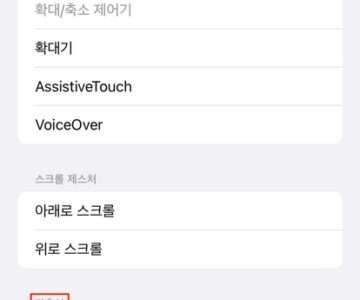 확대/축소 제어기
확대기
AssistiveTouch
VoiceOver
스크롤 제스처
아래로 스크롤
위로 스크롤